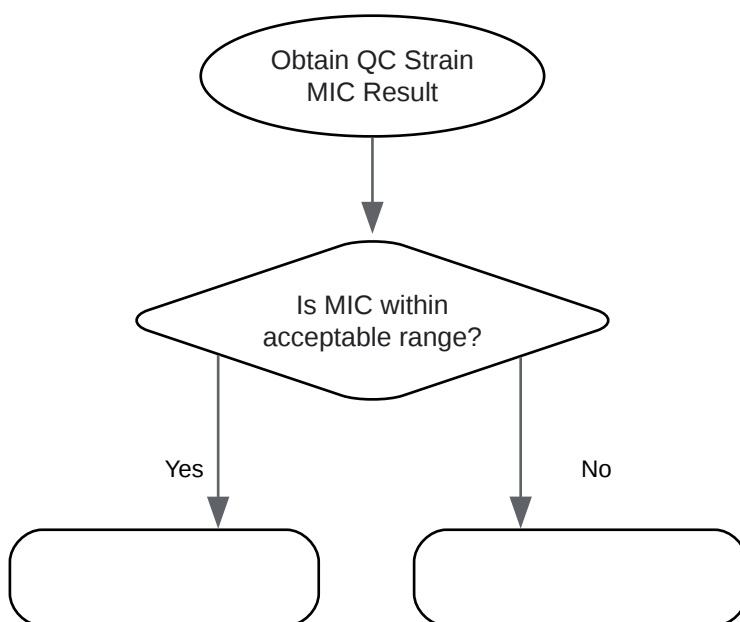 Obtain QC Strain
MIC Result
Is MIC within
acceptable range?
Yes
No